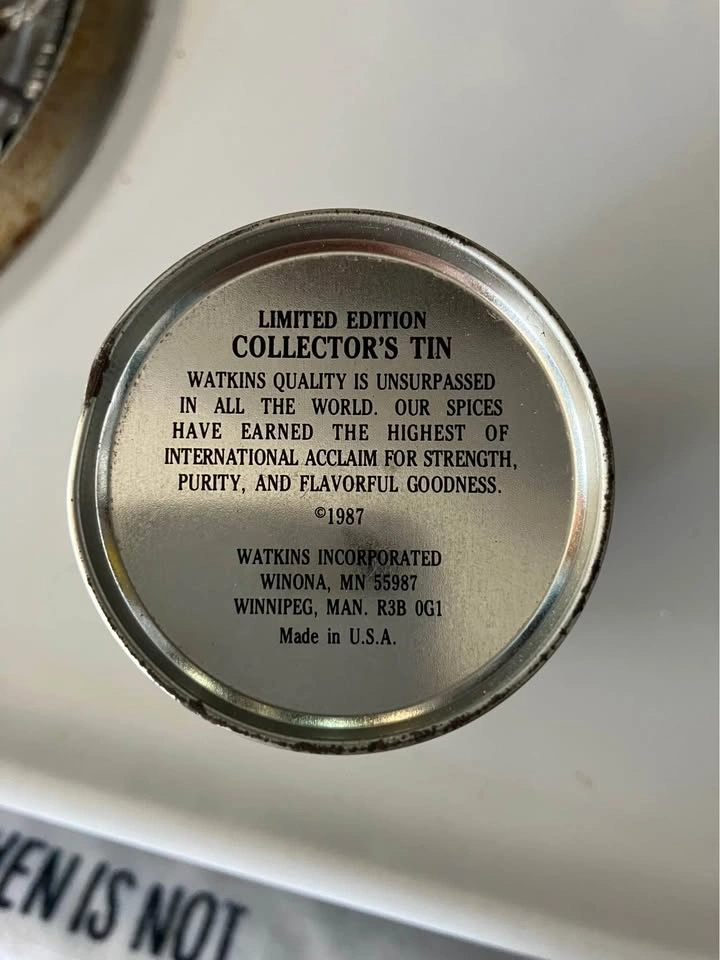 LIMITED EDITION
COLLECTOR'S TIN
WATKINS QUALITY IS UNSURPASSED
IN ALL THE WORLD. OUR SPICES
HAVE EARNED THE HIGHEST OF
INTERNATIONAL ACCLAIM FOR STRENGTH,
PURITY, AND FLAVORFUL GOODNESS.
©1987
WATKINS INCORPORATED
WINONA, MN 55987
WINNIPEG, MAN. R3B 0G1
Made in U.S.A.
IS NOT